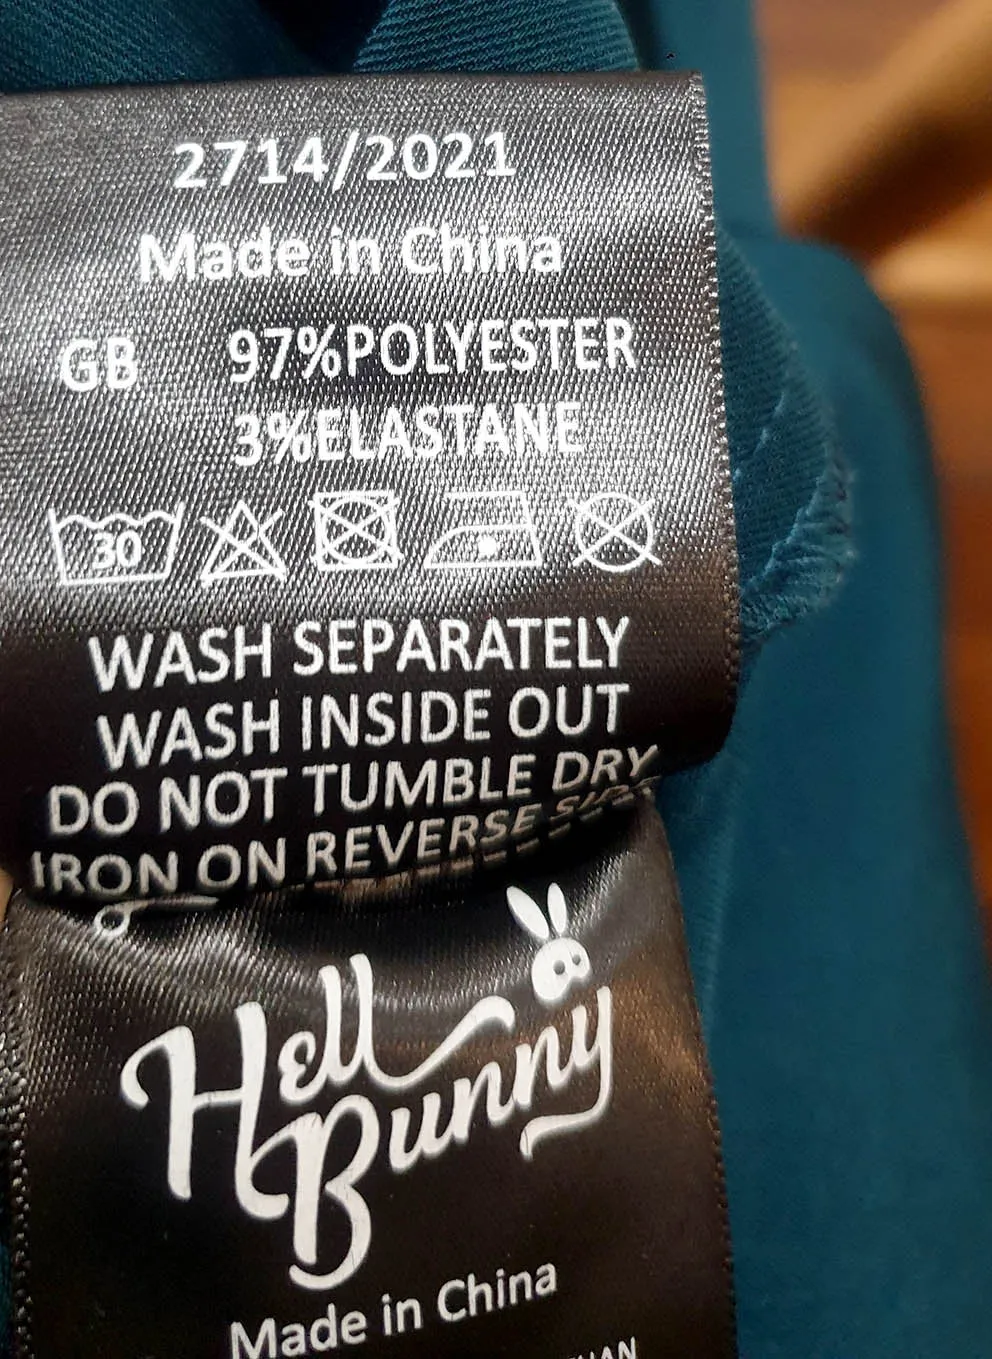 2714/2021
Made in China
GB 97%POLYESTER
3%ELASTANE
30
WASH SEPARATELY
WASH INSIDE OUT
DO NOT TUMBLE DRY
IRON ON REVERSE SIDE
Hell
Bunny
Made in China